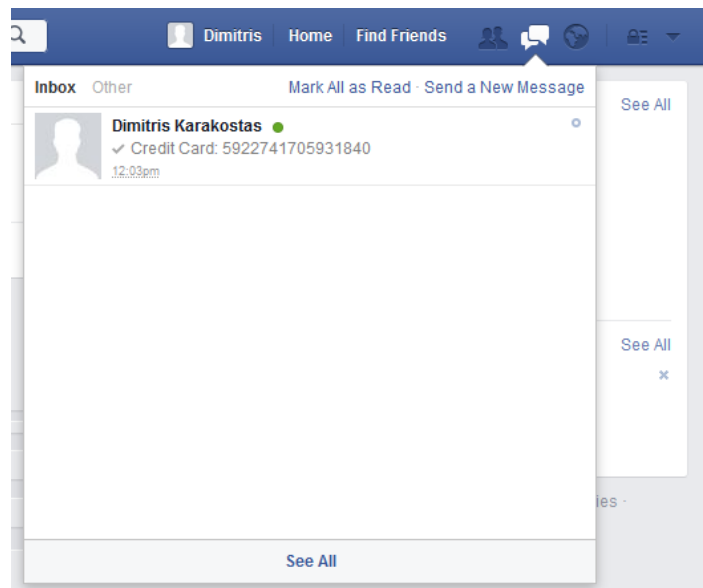 Dimitris Home Find Friends
Inbox Other Mark All as Read · Send a New Message
See All
Dimitris Karakostas
Credit Card: 5922741705931840
12:03pm
See All
ies ·
See All